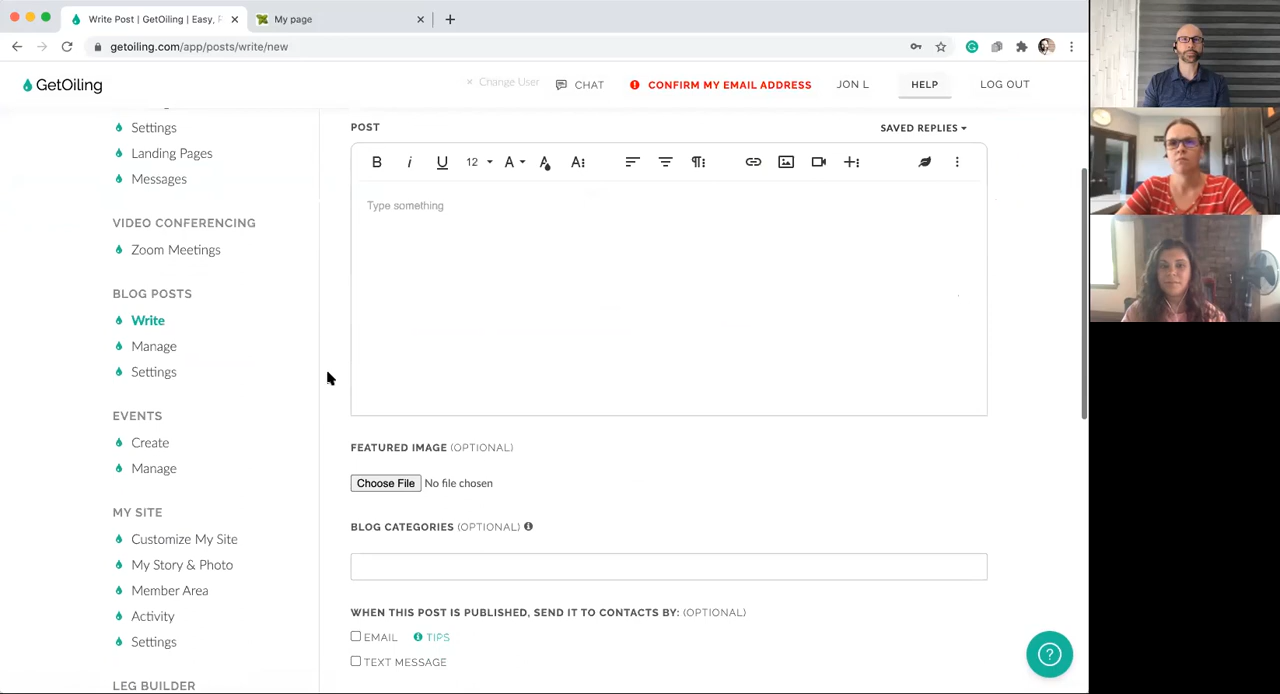 Write Post | GetOiling | Easy, F
My page
getoiling.com/app/posts/write/new
GetOiling
× Change User
CHAT
CONFIRM MY EMAIL ADDRESS
JON L
HELP
LOG OUT
Settings
Landing Pages
Messages
VIDEO CONFERENCING
Zoom Meetings
BLOG POSTS
Write
Manage
Settings
EVENTS
Create
Manage
MY SITE
Customize My Site
My Story & Photo
Member Area
Activity
Settings
LEG BUILDER
POST
SAVED REPLIES
B i U 12 A A A
Type something
FEATURED IMAGE (OPTIONAL)
Choose File No file chosen
BLOG CATEGORIES (OPTIONAL)
WHEN THIS POST IS PUBLISHED, SEND IT TO CONTACTS BY: (OPTIONAL)
EMAIL TIPS
TEXT MESSAGE